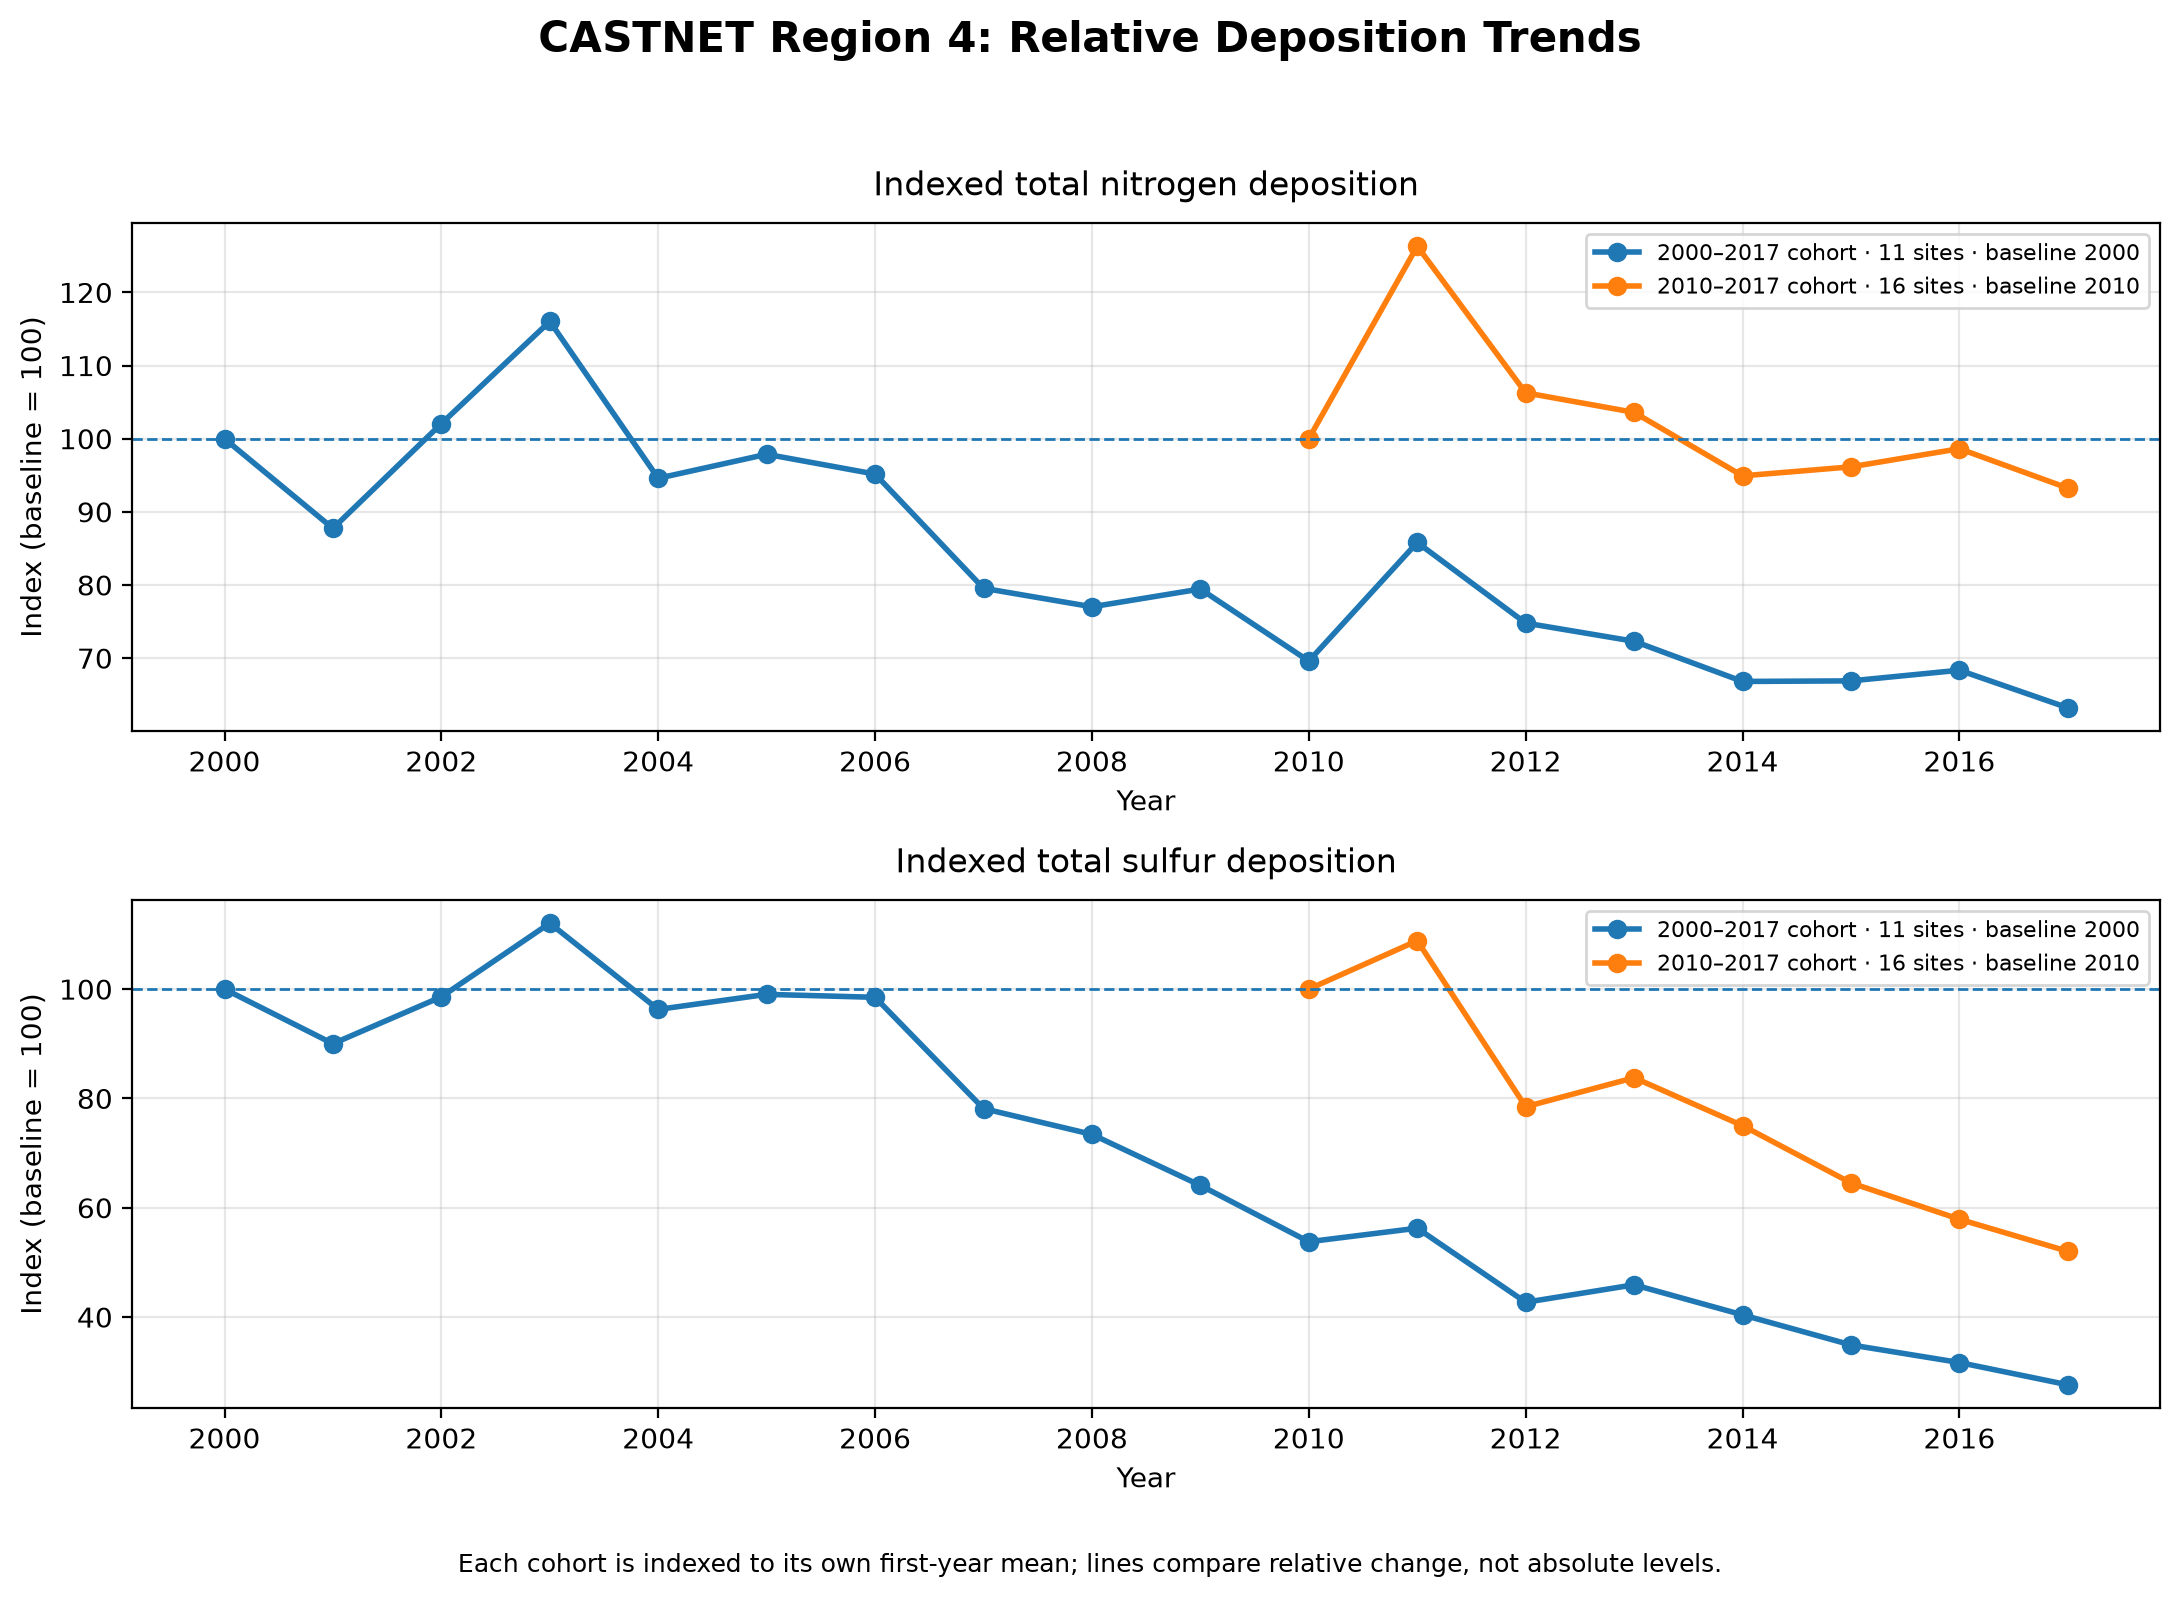 CASTNET Region 4: Relative Deposition Trends
Indexed total nitrogen deposition
Index (baseline = 100)
120
110
100
90
80
70
2000–2017 cohort · 11 sites · baseline 2000
2010–2017 cohort · 16 sites · baseline 2010
2000 2002 2004 2006 2008 2010 2012 2014 2016
Year
Indexed total sulfur deposition
Index (baseline = 100)
100
80
60
40
2000–2017 cohort · 11 sites · baseline 2000
2010–2017 cohort · 16 sites · baseline 2010
2000 2002 2004 2006 2008 2010 2012 2014 2016
Year
Each cohort is indexed to its own first-year mean; lines compare relative change, not absolute levels.